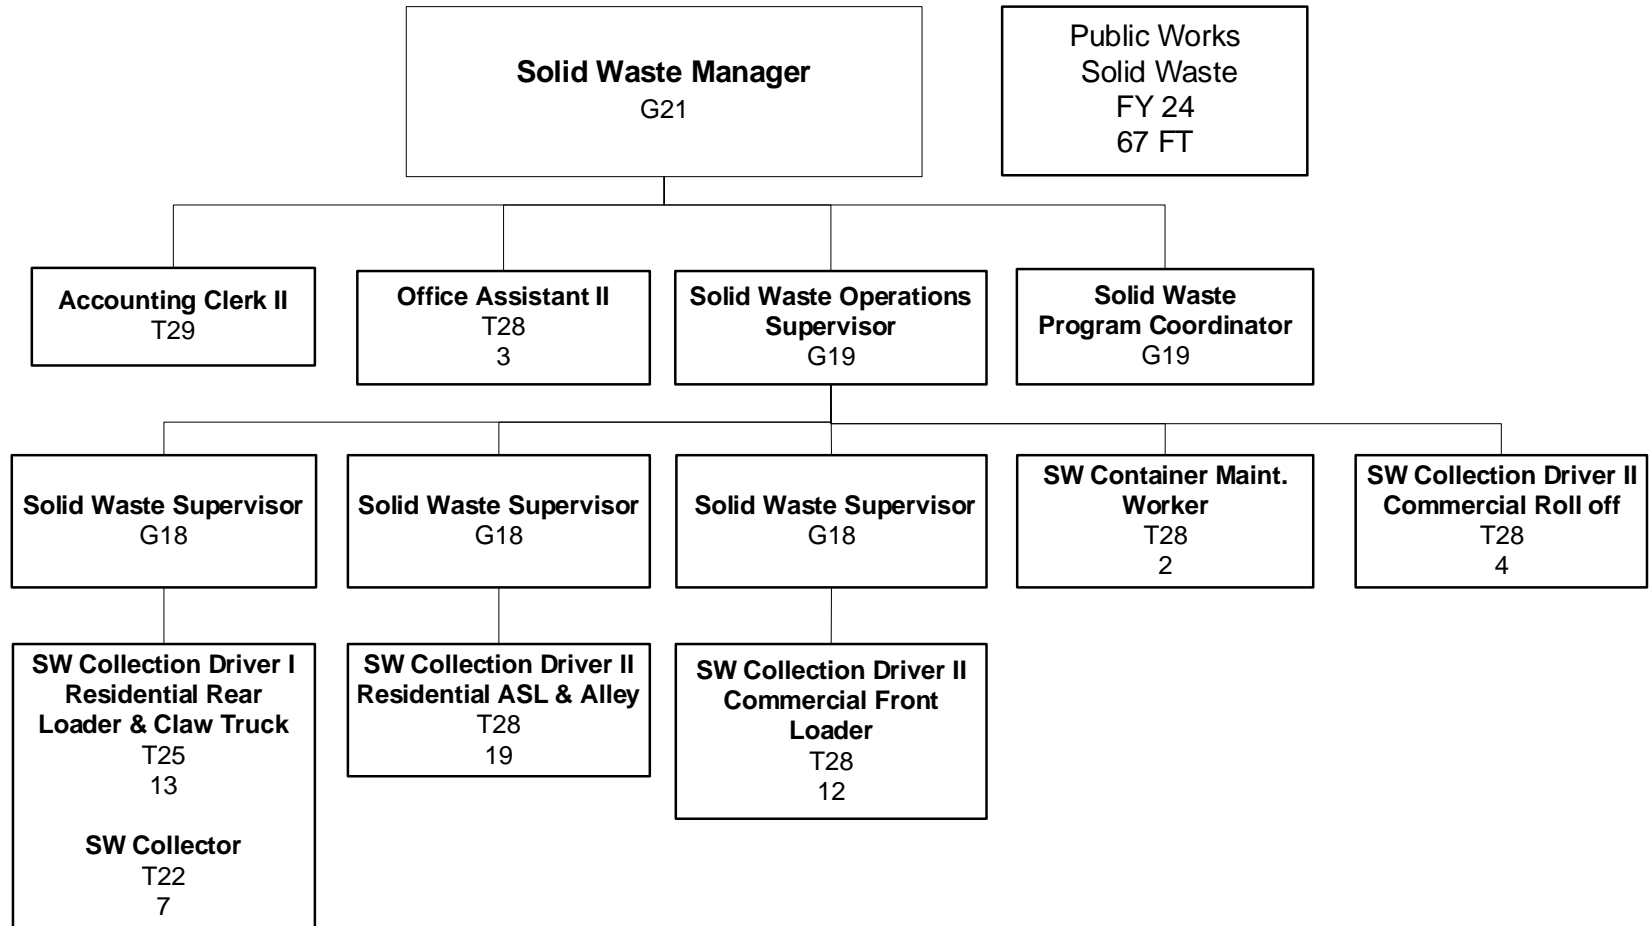 Solid Waste Manager
G21
Public Works
Solid Waste
FY 24
67 FT
Accounting Clerk II
T29
Office Assistant II
T28
3
Solid Waste Operations
Supervisor
G19
Solid Waste
Program Coordinator
G19
Solid Waste Supervisor
G18
Solid Waste Supervisor
G18
Solid Waste Supervisor
G18
SW Container Maint.
Worker
T28
2
SW Collection Driver II
Commercial Roll off
T28
4
SW Collection Driver I
Residential Rear
Loader & Claw Truck
T25
13
SW Collector
T22
7
SW Collection Driver II
Residential ASL & Alley
T28
19
SW Collection Driver II
Commercial Front
Loader
T28
12